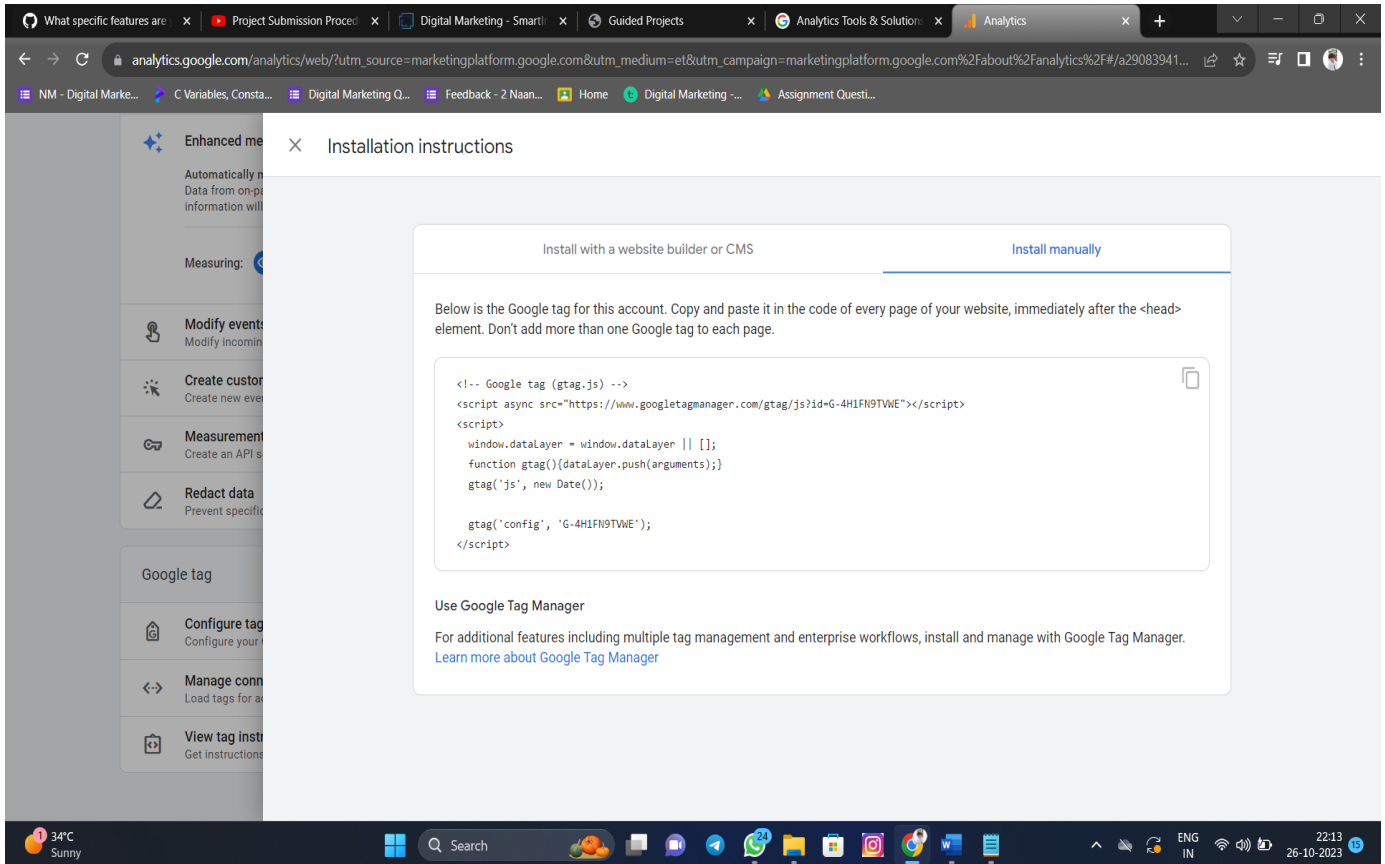 What specific features are y
Project Submission Proced
Digital Marketing - SmartIn
Guided Projects
Analytics Tools & Solutions
Analytics
analytics.google.com/analytics/web/?utm_source=marketingplatform.google.com&utm_medium=et&utm_campaign=marketingplatform.google.com%2Fabout%2Fanalytics%2F#/a29083941...
NM - Digital Marke...
C Variables, Consta...
Digital Marketing Q...
Feedback - 2 Naan...
Home
Digital Marketing -...
Assignment Questi...
Enhanced me
Automatically m
Data from on-pa
information will
Measuring:
Modify events
Modify incomin
Create custom
Create new eve
Measurement
Create an API s
Redact data
Prevent specific
Google tag
Configure tag
Configure your
Manage conn
Load tags for ad
View tag instr
Get instructions
Installation instructions
Install with a website builder or CMS
Install manually
Below is the Google tag for this account. Copy and paste it in the code of every page of your website, immediately after the <head>
element. Don't add more than one Google tag to each page.
<!-- Google tag (gtag.js) -->
<script async src="https://www.googletagmanager.com/gtag/js?id=G-4H1FN9TVWE"></script>
<script>
window.dataLayer = window.dataLayer || [];
function gtag(){dataLayer.push(arguments);}
gtag('js', new Date());
gtag('config', 'G-4H1FN9TVWE');
</script>
Use Google Tag Manager
For additional features including multiple tag management and enterprise workflows, install and manage with Google Tag Manager.
Learn more about Google Tag Manager
1
34°C
Sunny
Search
24
ENG
IN
22:13
26-10-2023
15